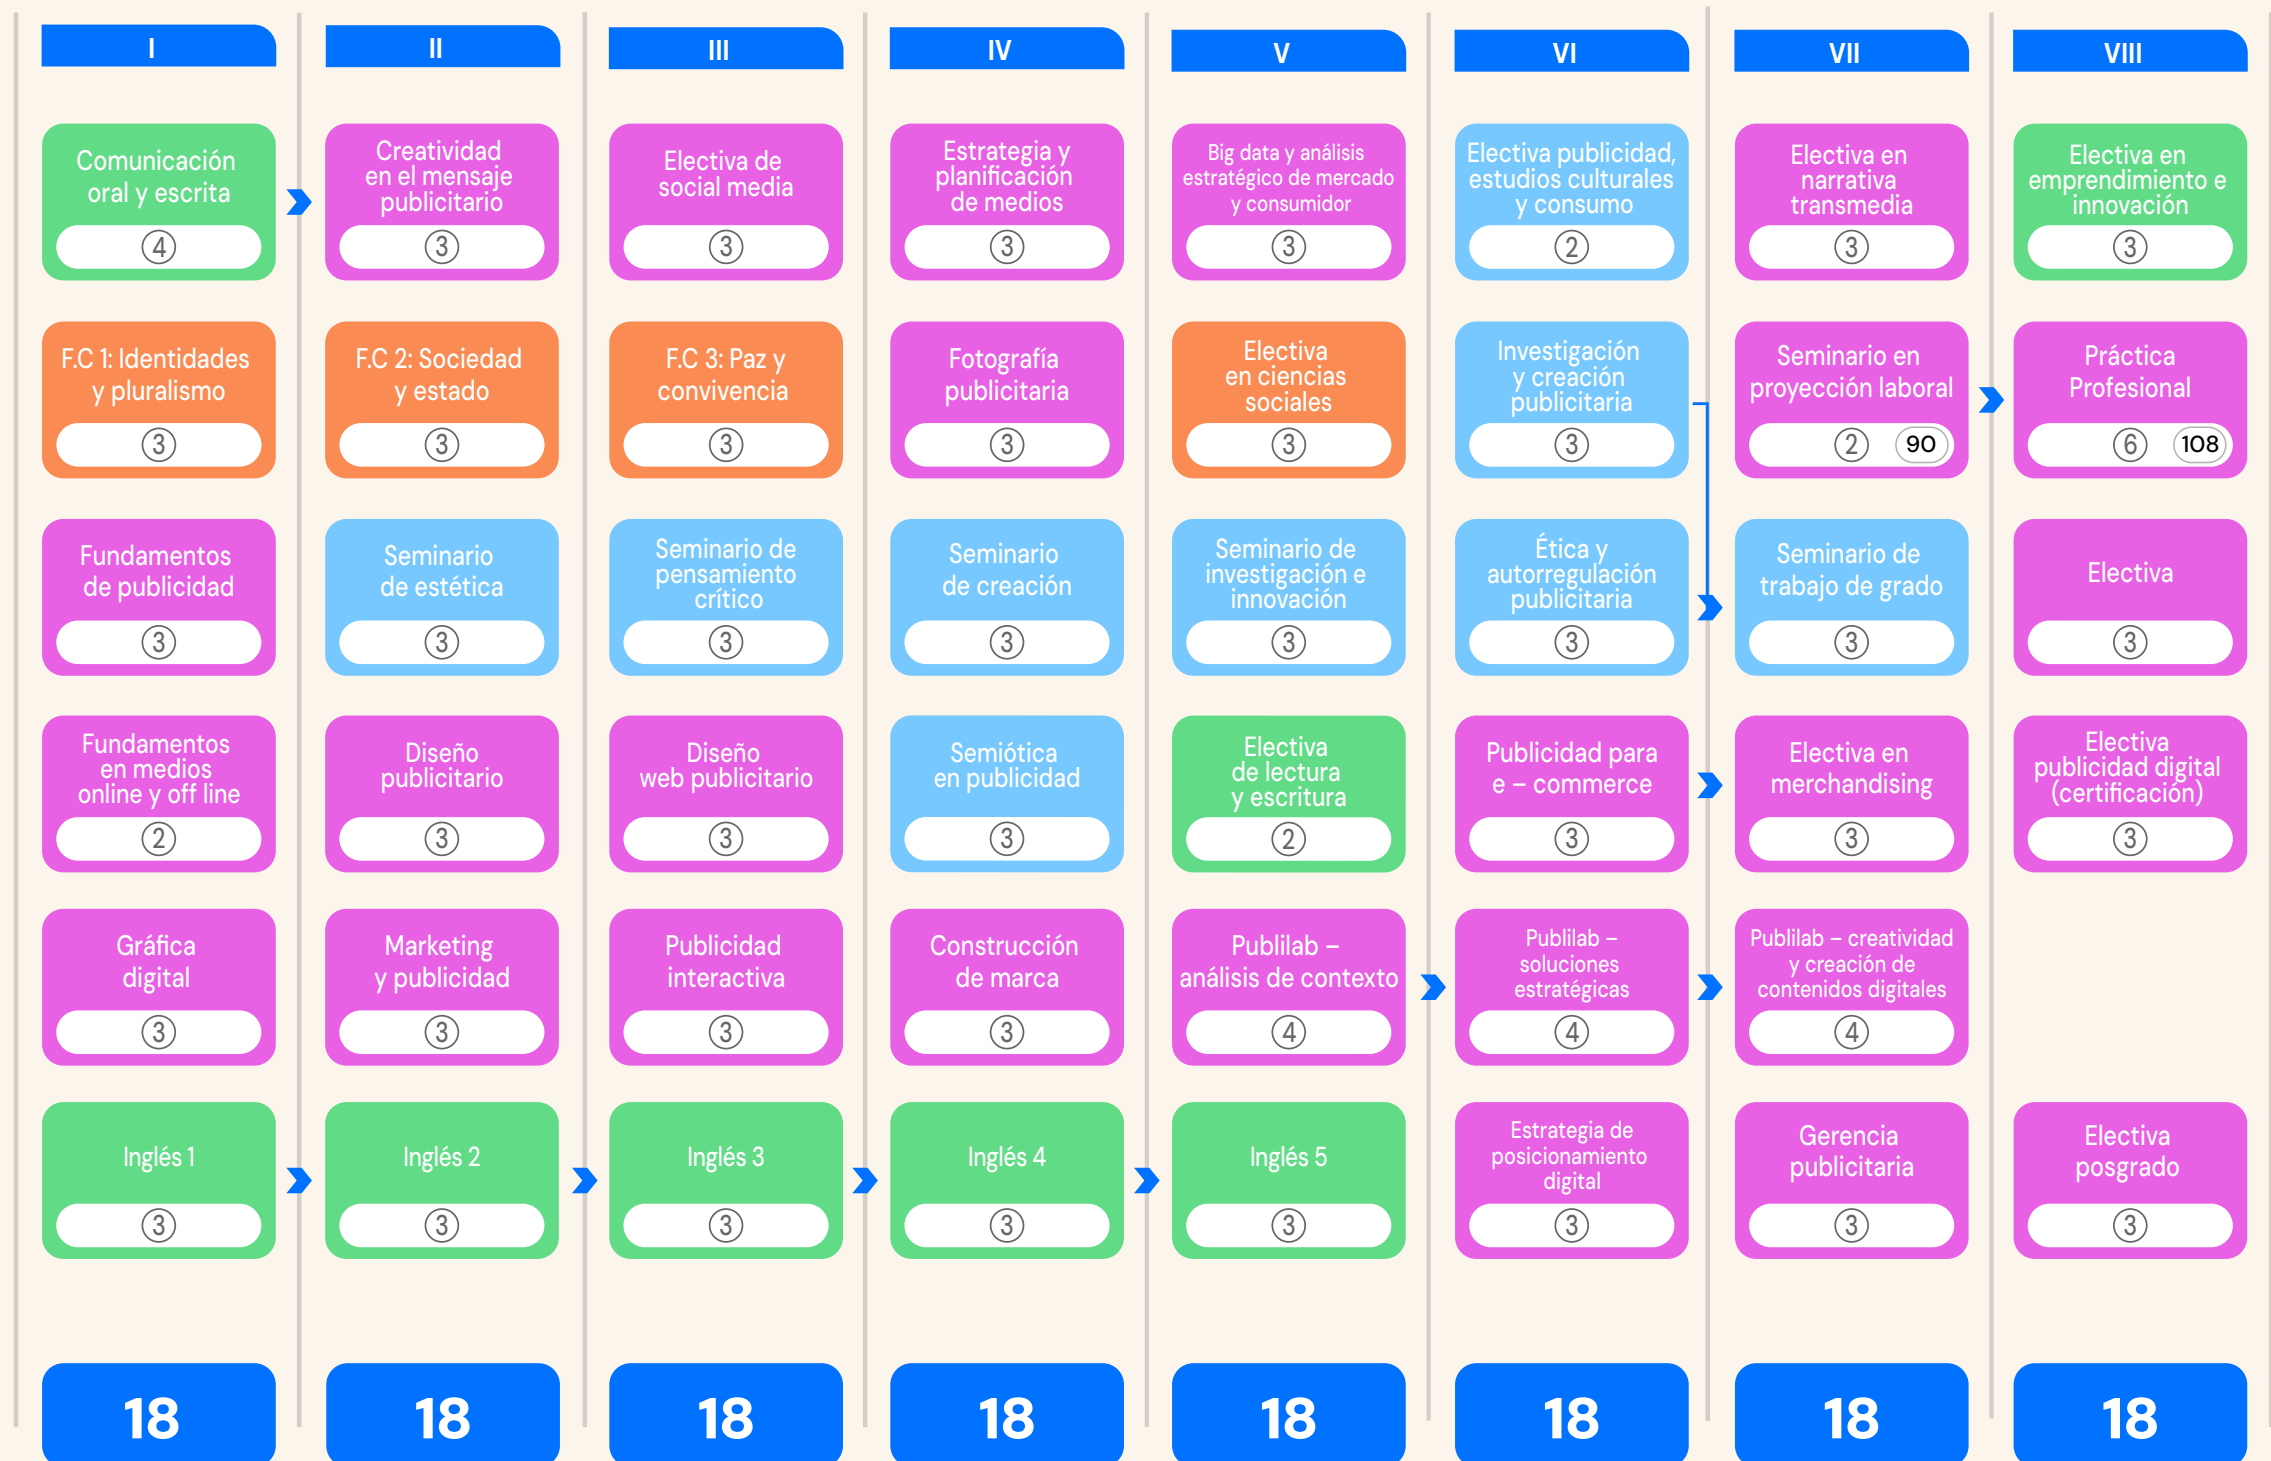 I
II
III
IV
V
VI
VII
VIII
Comunicación
oral y escrita
4
Creatividad
en el mensaje
publicitario
3
Electiva de
social media
3
Estrategia y
planificación
de medios
3
Big data y análisis
estratégico de mercado
y consumidor
3
Electiva publicidad,
estudios culturales
y consumo
2
Electiva en
narrativa
transmedia
3
Electiva en
emprendimiento e
innovación
3
F.C 1: Identidades
y pluralismo
3
F.C 2: Sociedad
y estado
3
F.C 3: Paz y
convivencia
3
Fotografía
publicitaria
3
Electiva
en ciencias
sociales
3
Investigación
y creación
publicitaria
3
Seminario en
proyección laboral
2 90
Práctica
Profesional
6 108
Fundamentos
de publicidad
3
Seminario
de estética
3
Seminario de
pensamiento
crítico
3
Seminario
de creación
3
Seminario de
investigación e
innovación
3
Ética y
autorregulación
publicitaria
3
Seminario de
trabajo de grado
3
Electiva
3
Fundamentos
en medios
online y off line
2
Diseño
publicitario
3
Diseño
web publicitario
3
Semiótica
en publicidad
3
Electiva
de lectura
y escritura
2
Publicidad para
e – commerce
3
Electiva en
merchandising
3
Electiva
publicidad digital
(certificación)
3
Gráfica
digital
3
Marketing
y publicidad
3
Publicidad
interactiva
3
Construcción
de marca
3
Publilab –
análisis de contexto
4
Publilab –
soluciones
estratégicas
4
Publilab – creatividad
y creación de
contenidos digitales
4
Inglés 1
3
Inglés 2
3
Inglés 3
3
Inglés 4
3
Inglés 5
3
Estrategia de
posicionamiento
digital
3
Gerencia
publicitaria
3
Electiva
posgrado
3
18
18
18
18
18
18
18
18